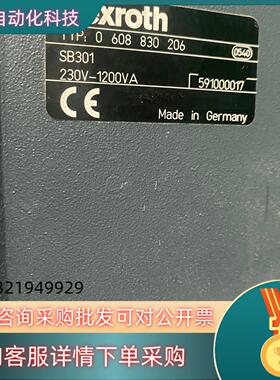 自动化科技
xroth
TYP: 0 608 830 206
0540
SB301
230V-1200VA
591000017
CE
Made in Germany
321949929
咨询采购批发可对公开票
客服详情下单采购